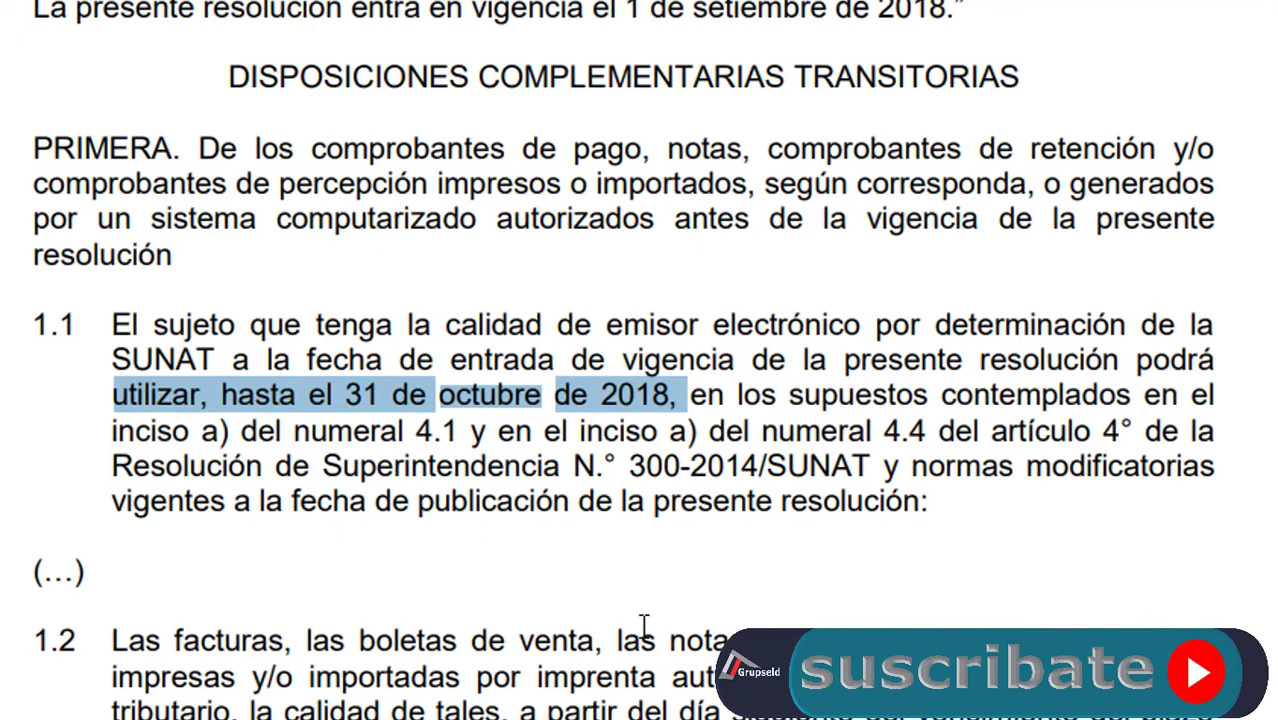 La presente resolución entra en vigencia el 1 de setiembre de 2018.”
DISPOSICIONES COMPLEMENTARIAS TRANSITORIAS
PRIMERA. De los comprobantes de pago, notas, comprobantes de retención y/o
comprobantes de percepción impresos o importados, según corresponda, o generados
por un sistema computarizado autorizados antes de la vigencia de la presente
resolución
1.1 El sujeto que tenga la calidad de emisor electrónico por determinación de la
SUNAT a la fecha de entrada de vigencia de la presente resolución podrá
utilizar, hasta el 31 de octubre de 2018, en los supuestos contemplados en el
inciso a) del numeral 4.1 y en el inciso a) del numeral 4.4 del artículo 4° de la
Resolución de Superintendencia N.° 300-2014/SUNAT y normas modificatorias
vigentes a la fecha de publicación de la presente resolución:
(…)
1.2 Las facturas, las boletas de venta, las nota
impresas y/o importadas por imprenta aut
tributario, la calidad de tales, a partir del día
Grupseld
suscribate